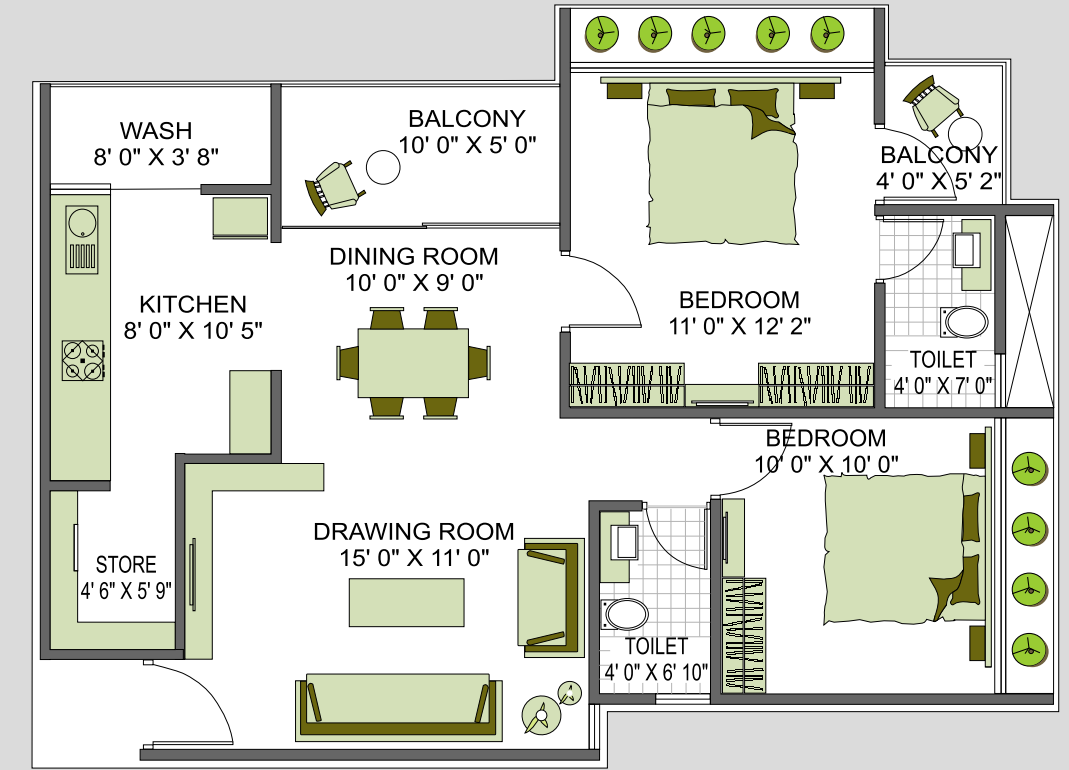 WASH
8' 0" X 3' 8"
BALCONY
10' 0" X 5' 0"
BALCONY
4' 0" X 5' 2"
DINING ROOM
10' 0" X 9' 0"
KITCHEN
8' 0" X 10' 5"
BEDROOM
11' 0" X 12' 2"
TOILET
4' 0" X 7' 0"
BEDROOM
10' 0" X 10' 0"
DRAWING ROOM
15' 0" X 11' 0"
STORE
4' 6" X 5' 9"
TOILET
4' 0" X 6' 10"